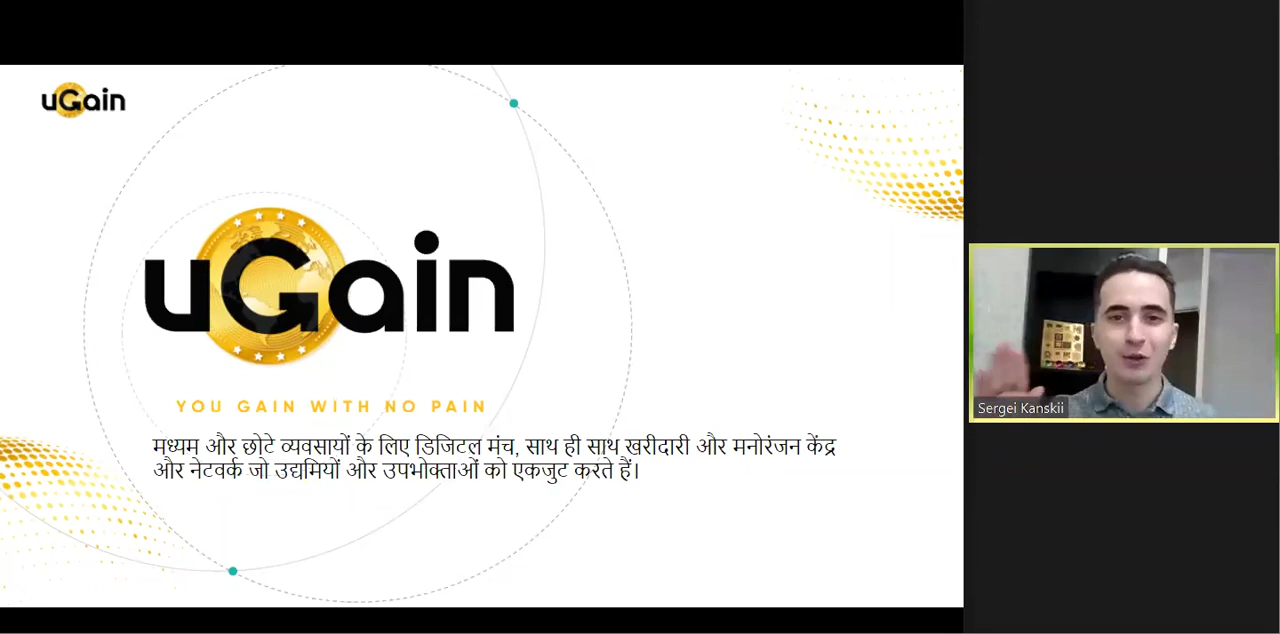 uGain
uGain
YOU GAIN WITH NO PAIN
मध्यम और छोटे व्यवसायों के लिए डिजिटल मंच, साथ ही साथ खरीदारी और मनोरंजन केंद्र
और नेटवर्क जो उद्यमियों और उपभोक्ताओं को एकजुट करते हैं।
Sergei Kanskii